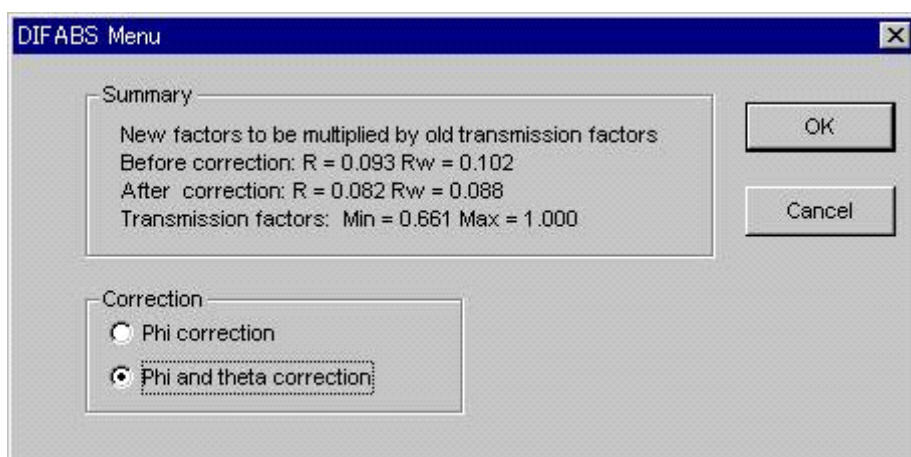 DIFABS Menu
Summary
New factors to be multiplied by old transmission factors
Before correction: R = 0.093 Rw = 0.102
After correction: R = 0.082 Rw = 0.088
Transmission factors: Min = 0.661 Max = 1.000
OK
Cancel
Correction
Phi correction
Phi and theta correction